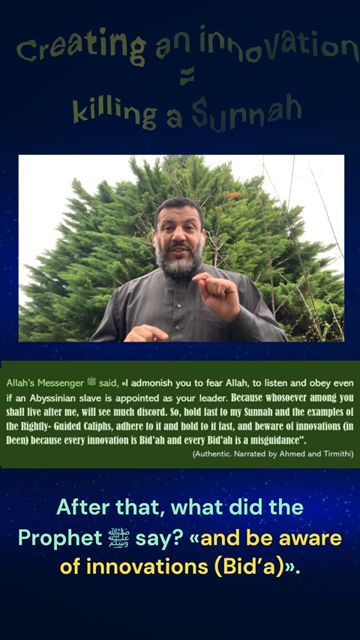 Creating an innovation
=
killing a Sunnah
Allah's Messenger ﷺ said, «I admonish you to fear Allah, to listen and obey even
if an Abyssinian slave is appointed as your leader. Because whosoever among you
shall live after me, will see much discord. So, hold fast to my Sunnah and the examples of
the Rightly- Guided Caliphs, adhere to it and hold to it fast, and beware of innovations (in
Deen) because every innovation is Bid'ah and every Bid'ah is a misguidance".
(Authentic. Narrated by Ahmed and Tirmithi)
After that, what did the
Prophet ﷺ say? «and be aware
of innovations (Bid'a)».